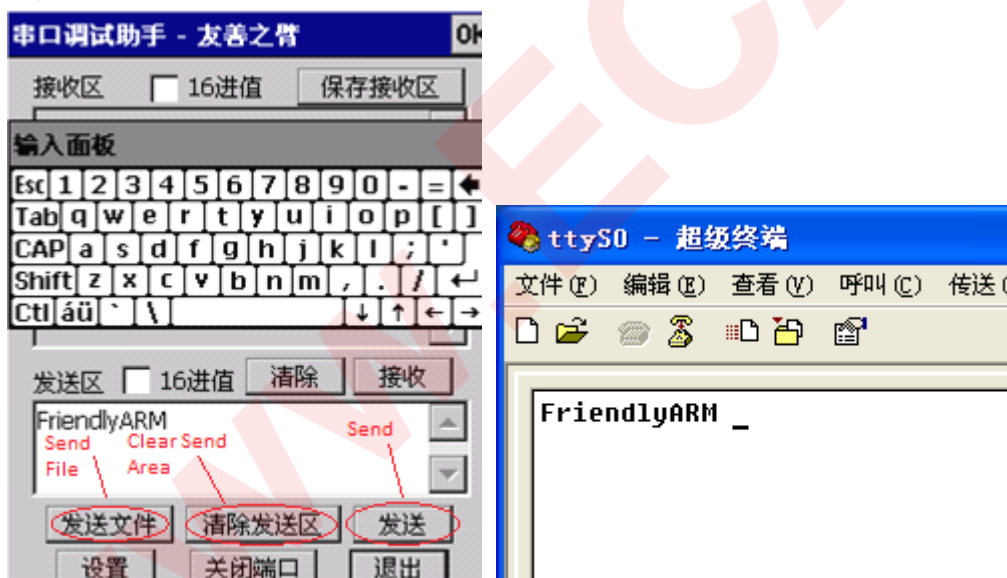 串口调试助手 - 友善之臂 OK
接收区 16进值 保存接收区
输入面板
Esc 1 2 3 4 5 6 7 8 9 0 - =
Tab q w e r t y u i o p [ ]
CAP a s d f g h j k l ; '
Shift z x c v b n m , . /
Ctl áü ` \ ↓ ↑ ← →
发送区 16进值 清除 接收
FriendlyARM
Send File
Clear Send Area
Send
发送文件 清除发送区 发送
设置 关闭端口 退出
ttyS0 - 超级终端
文件(F) 编辑(E) 查看(V) 呼叫(C) 传送(
FriendlyARM _